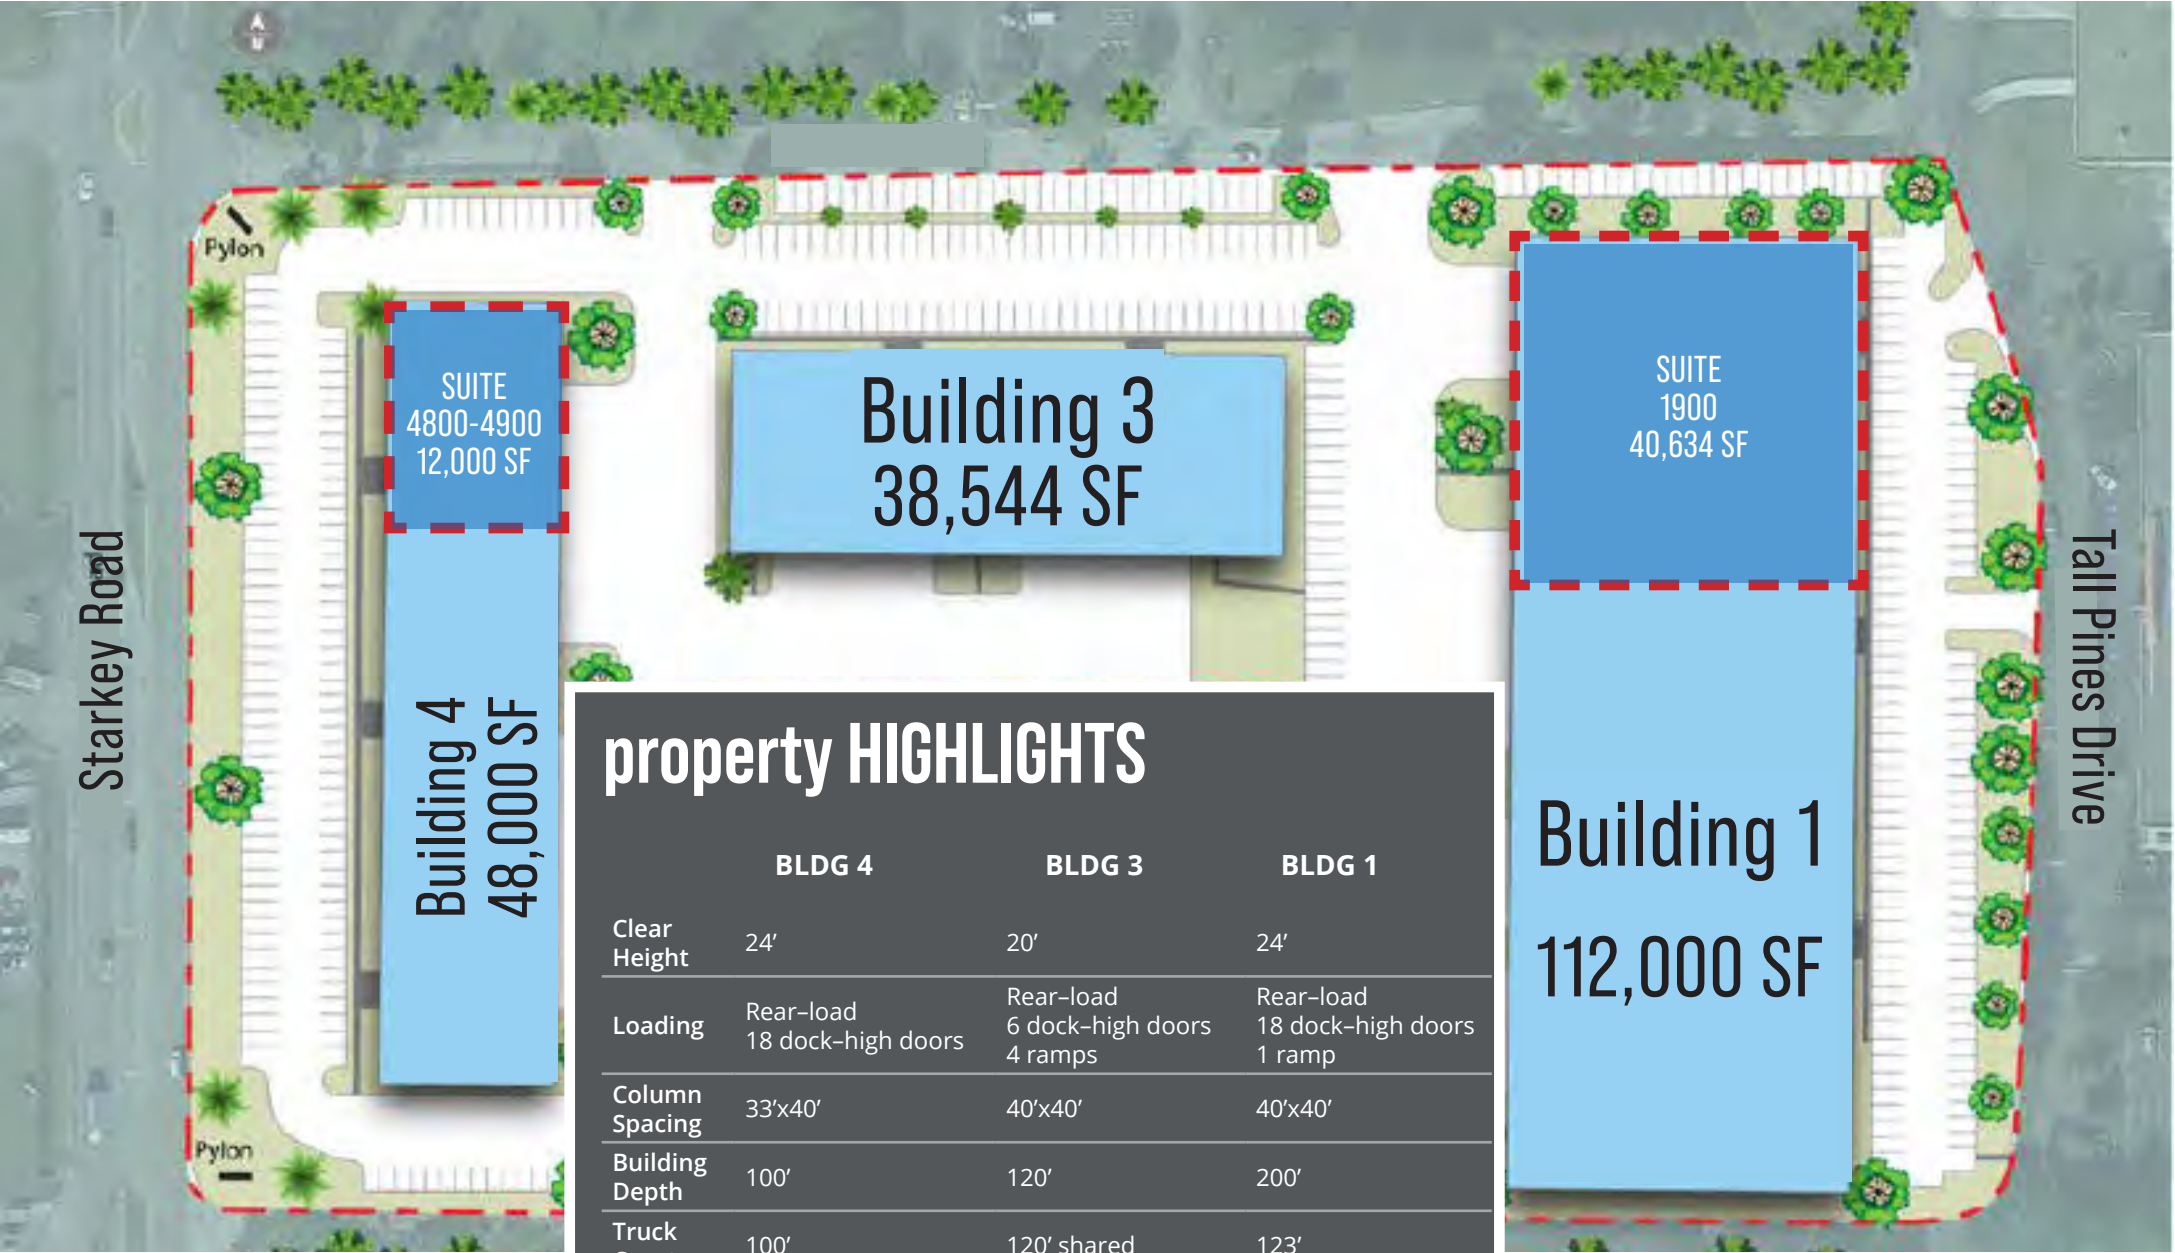 Pylon
SUITE
4800-4900
12,000 SF
Building 3
38,544 SF
SUITE
1900
40,634 SF
Starkey Road
Tall Pines Drive
Building 4
48,000 SF
Building 1
112,000 SF
property HIGHLIGHTS
BLDG 4 BLDG 3 BLDG 1
Clear
Height
24’ 20’ 24’
Loading
Rear–load
18 dock–high doors
Rear–load
6 dock–high doors
4 ramps
Rear–load
18 dock–high doors
1 ramp
Column
Spacing
33’x40’ 40’x40’ 40’x40’
Building
Depth
100’ 120’ 200’
Truck
100’ 120’ shared 123’
Pylon